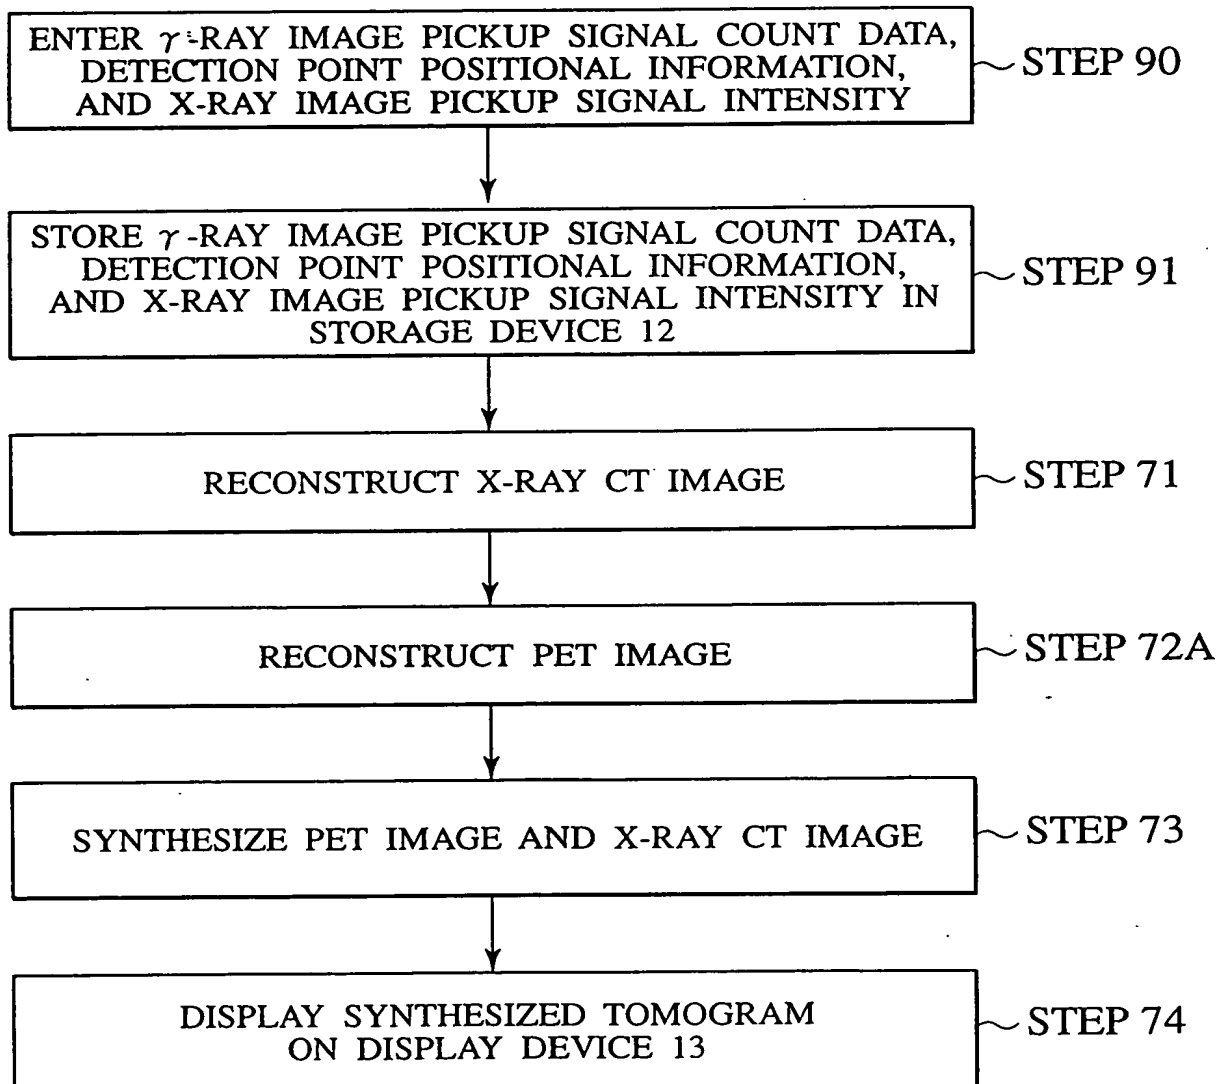 ENTER γ-RAY IMAGE PICKUP SIGNAL COUNT DATA,
DETECTION POINT POSITIONAL INFORMATION,
AND X-RAY IMAGE PICKUP SIGNAL INTENSITY
STEP 90
STORE γ-RAY IMAGE PICKUP SIGNAL COUNT DATA,
DETECTION POINT POSITIONAL INFORMATION,
AND X-RAY IMAGE PICKUP SIGNAL INTENSITY IN
STORAGE DEVICE 12
STEP 91
RECONSTRUCT X-RAY CT IMAGE
STEP 71
RECONSTRUCT PET IMAGE
STEP 72A
SYNTHESIZE PET IMAGE AND X-RAY CT IMAGE
STEP 73
DISPLAY SYNTHESIZED TOMOGRAM
ON DISPLAY DEVICE 13
STEP 74